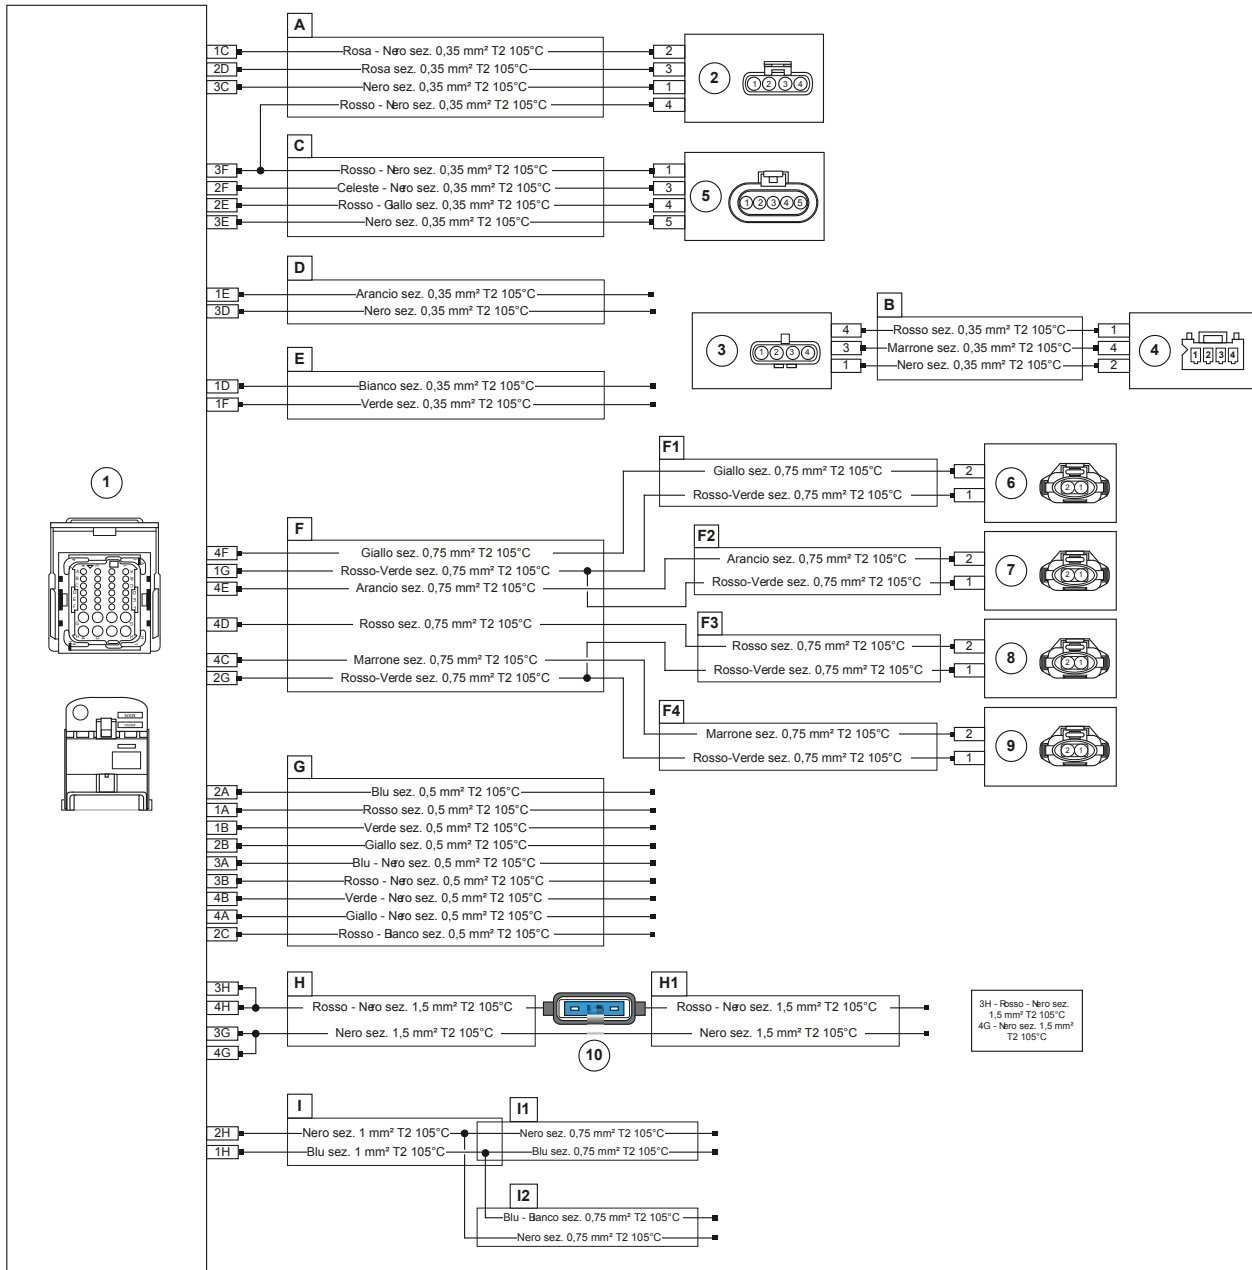 A
1C Rosa - Nero sez. 0,35 mm² T2 105°C 2
2D Rosa sez. 0,35 mm² T2 105°C 3
3C Nero sez. 0,35 mm² T2 105°C 1
Rosso - Nero sez. 0,35 mm² T2 105°C 4
2
1 2 3 4
C
3F Rosso - Nero sez. 0,35 mm² T2 105°C 1
2F Celeste - Nero sez. 0,35 mm² T2 105°C 3
2E Rosso - Giallo sez. 0,35 mm² T2 105°C 4
3E Nero sez. 0,35 mm² T2 105°C 5
5
1 2 3 4 5
D
1E Arancio sez. 0,35 mm² T2 105°C
3D Nero sez. 0,35 mm² T2 105°C
B
3
1 2 3 4
4 Rosso sez. 0,35 mm² T2 105°C 1
3 Marrone sez. 0,35 mm² T2 105°C 4
1 Nero sez. 0,35 mm² T2 105°C 2
4
1 2 3 4
E
1D Bianco sez. 0,35 mm² T2 105°C
1F Verde sez. 0,35 mm² T2 105°C
1
F
4F Giallo sez. 0,75 mm² T2 105°C
1G Rosso-Verde sez. 0,75 mm² T2 105°C
4E Arancio sez. 0,75 mm² T2 105°C
4D Rosso sez. 0,75 mm² T2 105°C
4C Marrone sez. 0,75 mm² T2 105°C
2G Rosso-Verde sez. 0,75 mm² T2 105°C
F1
Giallo sez. 0,75 mm² T2 105°C 2
Rosso-Verde sez. 0,75 mm² T2 105°C 1
6
2 1
F2
Arancio sez. 0,75 mm² T2 105°C 2
Rosso-Verde sez. 0,75 mm² T2 105°C 1
7
2 1
F3
Rosso sez. 0,75 mm² T2 105°C 2
Rosso-Verde sez. 0,75 mm² T2 105°C 1
8
2 1
F4
Marrone sez. 0,75 mm² T2 105°C 2
Rosso-Verde sez. 0,75 mm² T2 105°C 1
9
2 1
G
2A Blu sez. 0,5 mm² T2 105°C
1A Rosso sez. 0,5 mm² T2 105°C
1B Verde sez. 0,5 mm² T2 105°C
2B Giallo sez. 0,5 mm² T2 105°C
3A Blu - Nero sez. 0,5 mm² T2 105°C
3B Rosso - Nero sez. 0,5 mm² T2 105°C
4B Verde - Nero sez. 0,5 mm² T2 105°C
4A Giallo - Nero sez. 0,5 mm² T2 105°C
2C Rosso - Bianco sez. 0,5 mm² T2 105°C
H
3H
4H Rosso - Nero sez. 1,5 mm² T2 105°C
3G Nero sez. 1,5 mm² T2 105°C
4G
10
H1
Rosso - Nero sez. 1,5 mm² T2 105°C
Nero sez. 1,5 mm² T2 105°C
3H - Rosso - Nero sez.
1,5 mm² T2 105°C
4G - Nero sez. 1,5 mm²
T2 105°C
I
2H Nero sez. 1 mm² T2 105°C
1H Blu sez. 1 mm² T2 105°C
I1
Nero sez. 0,75 mm² T2 105°C
Blu sez. 0,75 mm² T2 105°C
I2
Blu - Bianco sez. 0,75 mm² T2 105°C
Nero sez. 0,75 mm² T2 105°C